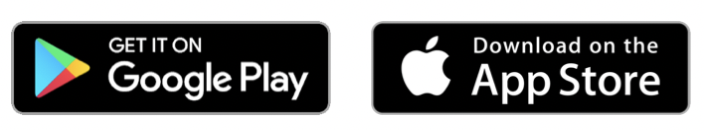 GET IT ON
Google Play
Download on the
App Store